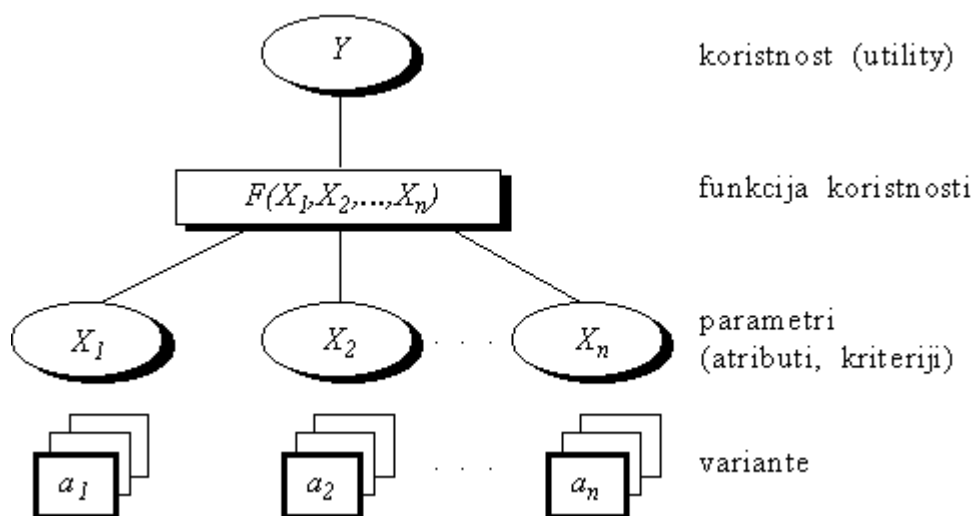 Y
koristnost (utility)
F(X1,X2,...,Xn)
funkcija koristnosti
X1
X2
. . .
Xn
parametri
(atributi, kriteriji)
a1
a2
. . .
an
variante